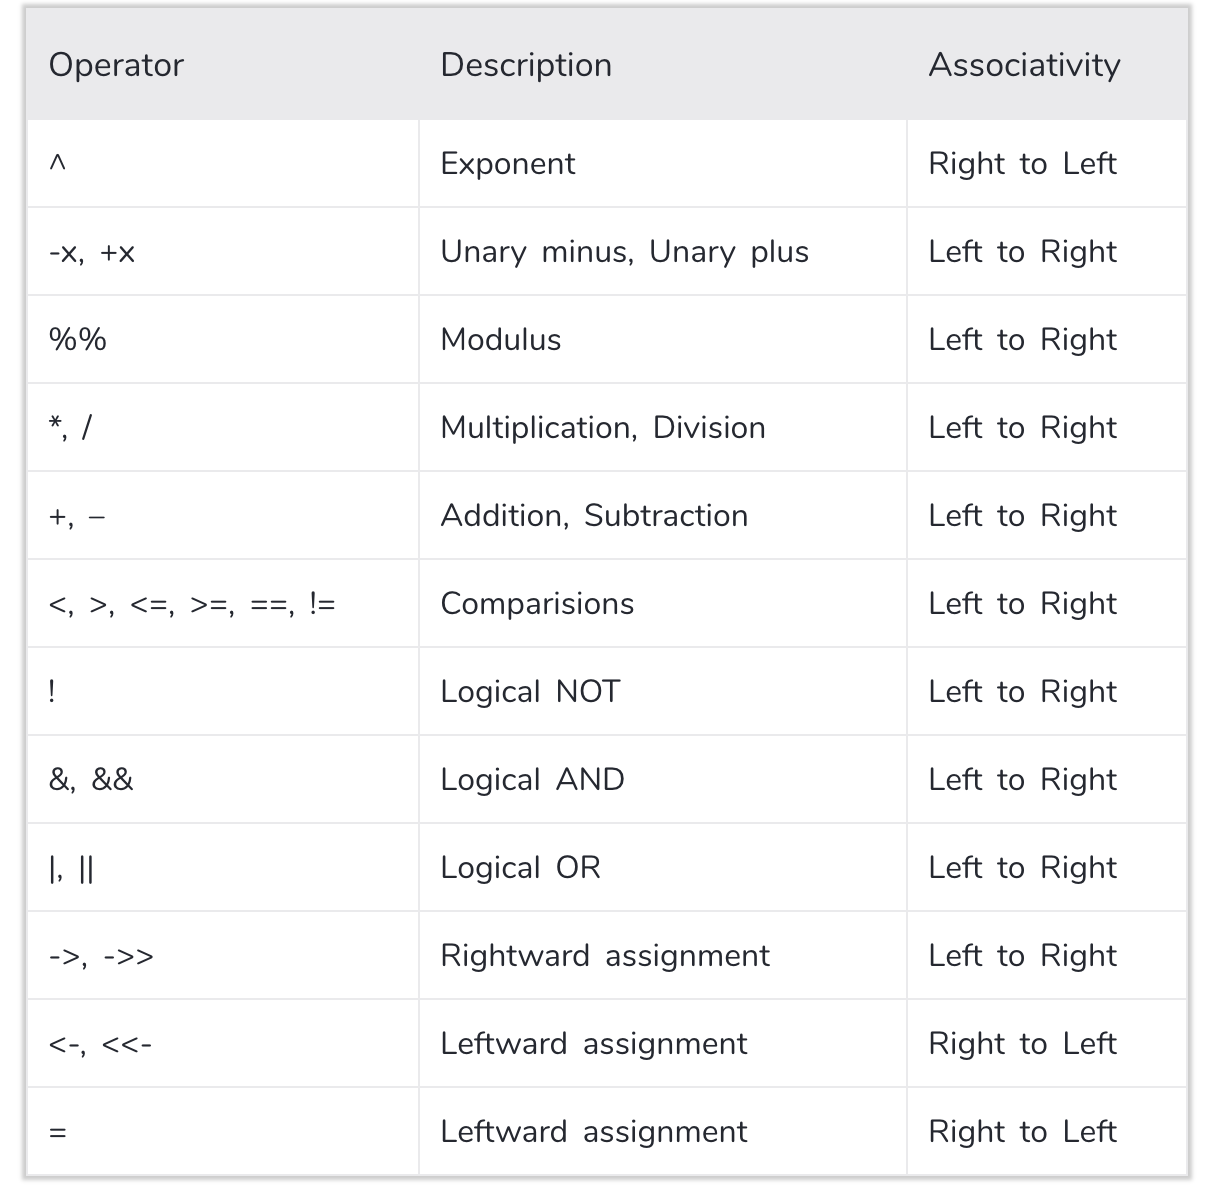 Operator Description Associativity
^ Exponent Right to Left
-x, +x Unary minus, Unary plus Left to Right
%% Modulus Left to Right
*, / Multiplication, Division Left to Right
+, – Addition, Subtraction Left to Right
<, >, <=, >=, ==, != Comparisions Left to Right
! Logical NOT Left to Right
&, && Logical AND Left to Right
|, || Logical OR Left to Right
->, ->> Rightward assignment Left to Right
<-, <<- Leftward assignment Right to Left
= Leftward assignment Right to Left